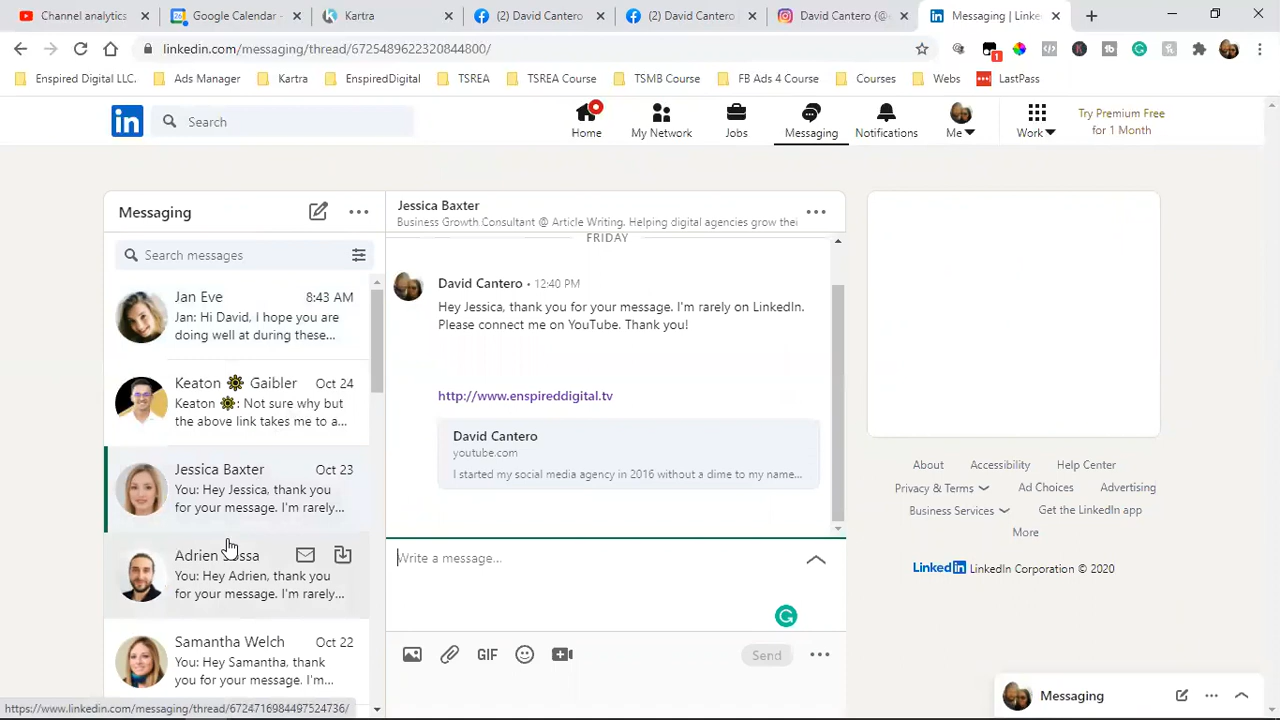 Channel analytics
Google Calendar -
Kartra
(2) David Cantero
(2) David Cantero
David Cantero (@e
Messaging | Linke
linkedin.com/messaging/thread/6725489622320844800/
1
Enspired Digital LLC.
Ads Manager
Kartra
EnspiredDigital
TSREA
TSREA Course
TSMB Course
FB Ads 4 Course
Courses
Webs
LastPass
in
Search
Home
My Network
Jobs
Messaging
Notifications
Me
Work
Try Premium Free
for 1 Month
Messaging
Search messages
Jan Eve
8:43 AM
Jan: Hi David, I hope you are
doing well at during these...
Keaton Gaibler
Oct 24
Keaton : Not sure why but
the above link takes me to a...
Jessica Baxter
Oct 23
You: Hey Jessica, thank you
for your message. I'm rarely...
Adrien
You: Hey Adrien, thank you
for your message. I'm rarely...
Samantha Welch
Oct 22
You: Hey Samantha, thank
you for your message. I'm...
Jessica Baxter
Business Growth Consultant @ Article Writing. Helping digital agencies grow thei
FRIDAY
David Cantero • 12:40 PM
Hey Jessica, thank you for your message. I'm rarely on LinkedIn.
Please connect me on YouTube. Thank you!
http://www.enspireddigital.tv
David Cantero
youtube.com
I started my social media agency in 2016 without a dime to my name...
Write a message...
GIF
Send
About
Accessibility
Help Center
Privacy & Terms
Ad Choices
Advertising
Business Services
Get the LinkedIn app
More
LinkedIn LinkedIn Corporation © 2020
Messaging